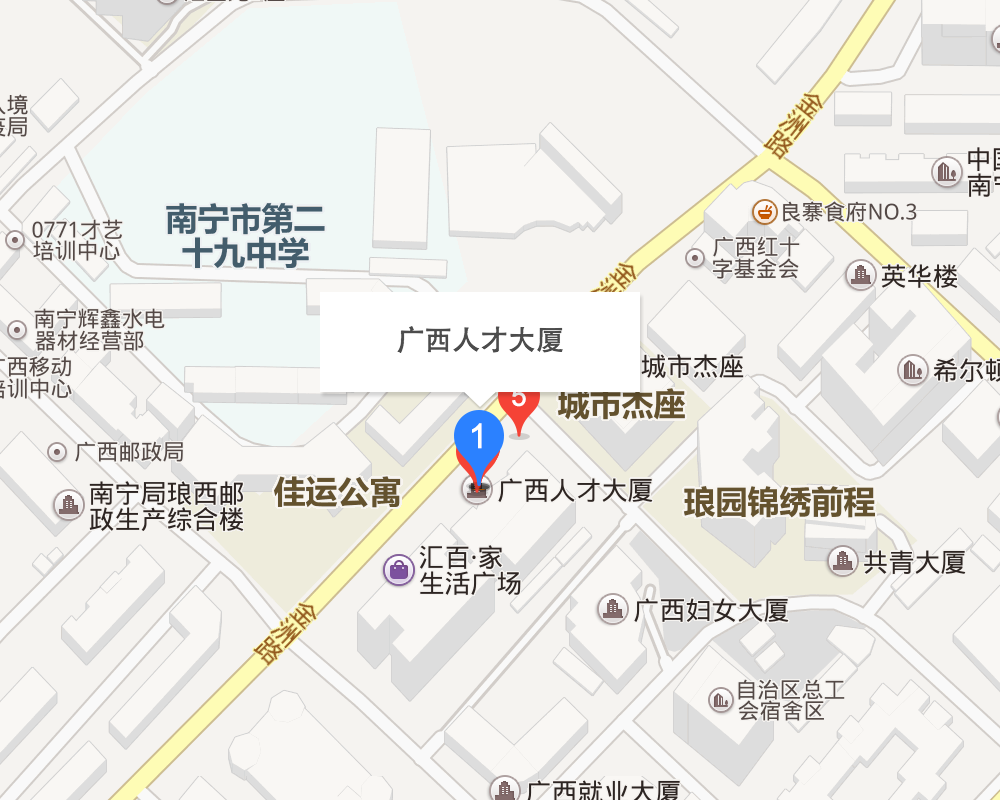 金洲路
南宁市第二
十九中学
0771才艺
培训中心
良寨食府NO.3
广西红十
字基金会
英华楼
南宁辉鑫水电
器材经营部
广西移动
培训中心
广西人才大厦
城市杰座
希尔顿
城市杰座
5
1
广西邮政局
佳运公寓
广西人才大厦
琅园锦绣前程
南宁局琅西邮
政生产综合楼
汇百·家
生活广场
共青大厦
广西妇女大厦
金洲路
自治区总工
会宿舍区
广西就业大厦